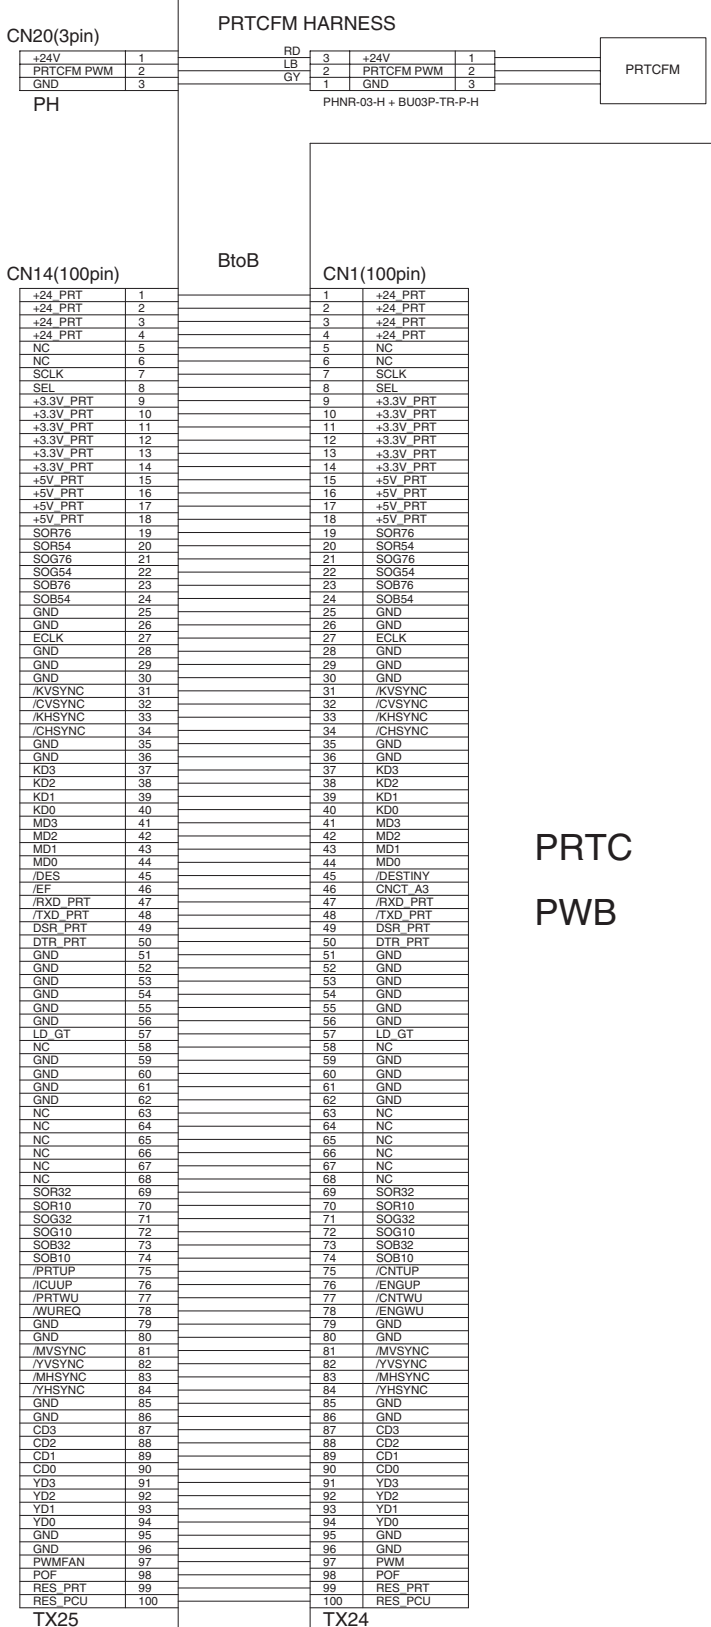 PRTCFM HARNESS
CN20(3pin)
+24V 1 RD 3 +24V 1
PRTCFM PWM 2 LB 2 PRTCFM PWM 2 PRTCFM
GND 3 GY 1 GND 3
PH PHNR-03-H + BU03P-TR-P-H
BtoB
CN14(100pin) CN1(100pin)
+24_PRT 1 1 +24_PRT
+24_PRT 2 2 +24_PRT
+24_PRT 3 3 +24_PRT
+24_PRT 4 4 +24_PRT
NC 5 5 NC
NC 6 6 NC
SCLK 7 7 SCLK
SEL 8 8 SEL
+3.3V_PRT 9 9 +3.3V_PRT
+3.3V_PRT 10 10 +3.3V_PRT
+3.3V_PRT 11 11 +3.3V_PRT
+3.3V_PRT 12 12 +3.3V_PRT
+3.3V_PRT 13 13 +3.3V_PRT
+3.3V_PRT 14 14 +3.3V_PRT
+5V_PRT 15 15 +5V_PRT
+5V_PRT 16 16 +5V_PRT
+5V_PRT 17 17 +5V_PRT
+5V_PRT 18 18 +5V_PRT
SOR76 19 19 SOR76
SOR54 20 20 SOR54
SOG76 21 21 SOG76
SOG54 22 22 SOG54
SOB76 23 23 SOB76
SOB54 24 24 SOB54
GND 25 25 GND
GND 26 26 GND
ECLK 27 27 ECLK
GND 28 28 GND
GND 29 29 GND
GND 30 30 GND
/KVSYNC 31 31 /KVSYNC
/CVSYNC 32 32 /CVSYNC
/KHSYNC 33 33 /KHSYNC
/CHSYNC 34 34 /CHSYNC
GND 35 35 GND
GND 36 36 GND
KD3 37 37 KD3
KD2 38 38 KD2
KD1 39 39 KD1
KD0 40 40 KD0
MD3 41 41 MD3
MD2 42 42 MD2
MD1 43 43 MD1
MD0 44 44 MD0
/DES 45 45 /DESTINY
/EF 46 46 CNCT_A3
/RXD_PRT 47 47 /RXD_PRT
/TXD_PRT 48 48 /TXD_PRT
DSR_PRT 49 49 DSR_PRT
DTR_PRT 50 50 DTR_PRT
GND 51 51 GND
GND 52 52 GND
GND 53 53 GND
GND 54 54 GND
GND 55 55 GND
GND 56 56 GND
LD_GT 57 57 LD_GT
NC 58 58 NC
GND 59 59 GND
GND 60 60 GND
GND 61 61 GND
GND 62 62 GND
NC 63 63 NC
NC 64 64 NC
NC 65 65 NC
NC 66 66 NC
NC 67 67 NC
NC 68 68 NC
SOR32 69 69 SOR32
SOR10 70 70 SOR10
SOG32 71 71 SOG32
SOG10 72 72 SOG10
SOB32 73 73 SOB32
SOB10 74 74 SOB10
/PRTUP 75 75 /CNTUP
/ICUUP 76 76 /ENGUP
/PRTWU 77 77 /CNTWU
/WUREQ 78 78 /ENGWU
GND 79 79 GND
GND 80 80 GND
/MVSYNC 81 81 /MVSYNC
/YVSYNC 82 82 /YVSYNC
/MHSYNC 83 83 /MHSYNC
/YHSYNC 84 84 /YHSYNC
GND 85 85 GND
GND 86 86 GND
CD3 87 87 CD3
CD2 88 88 CD2
CD1 89 89 CD1
CD0 90 90 CD0
YD3 91 91 YD3
YD2 92 92 YD2
YD1 93 93 YD1
YD0 94 94 YD0
GND 95 95 GND
GND 96 96 GND
PWMFAN 97 97 PWM
POF 98 98 POF
RES_PRT 99 99 RES_PRT
RES_PCU 100 100 RES_PCU
TX25 TX24
PRTC
PWB